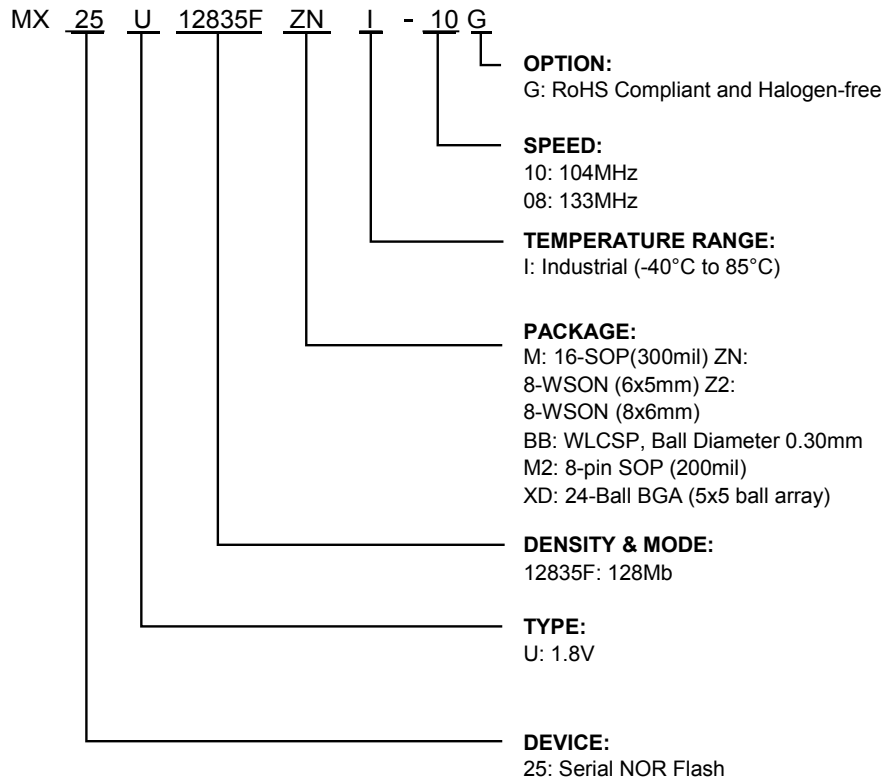 MX 25 U 12835F ZN I - 10 G
OPTION:
G: RoHS Compliant and Halogen-free
SPEED:
10: 104MHz
08: 133MHz
TEMPERATURE RANGE:
I: Industrial (-40°C to 85°C)
PACKAGE:
M: 16-SOP(300mil) ZN:
8-WSON (6x5mm) Z2:
8-WSON (8x6mm)
BB: WLCSP, Ball Diameter 0.30mm
M2: 8-pin SOP (200mil)
XD: 24-Ball BGA (5x5 ball array)
DENSITY & MODE:
12835F: 128Mb
TYPE:
U: 1.8V
DEVICE:
25: Serial NOR Flash